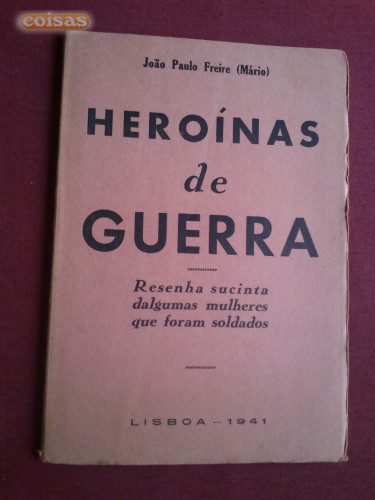 coisas
João Paulo Freire (Mário)
HEROÍNAS
de
GUERRA
Resenha sucinta
dalgumas mulheres
que foram soldados
LISBOA — 1941